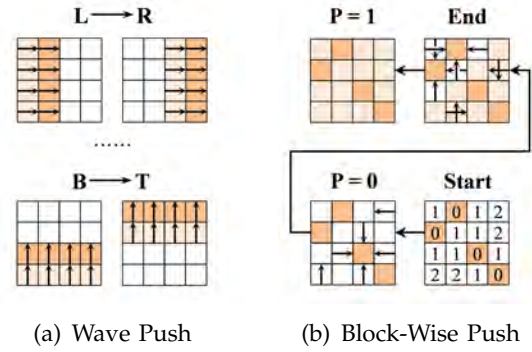 L → R
......
B → T
(a) Wave Push
P = 1 End
P = 0 Start
1 0 1 2
0 1 1 2
1 1 0 1
2 2 1 0
(b) Block-Wise Push